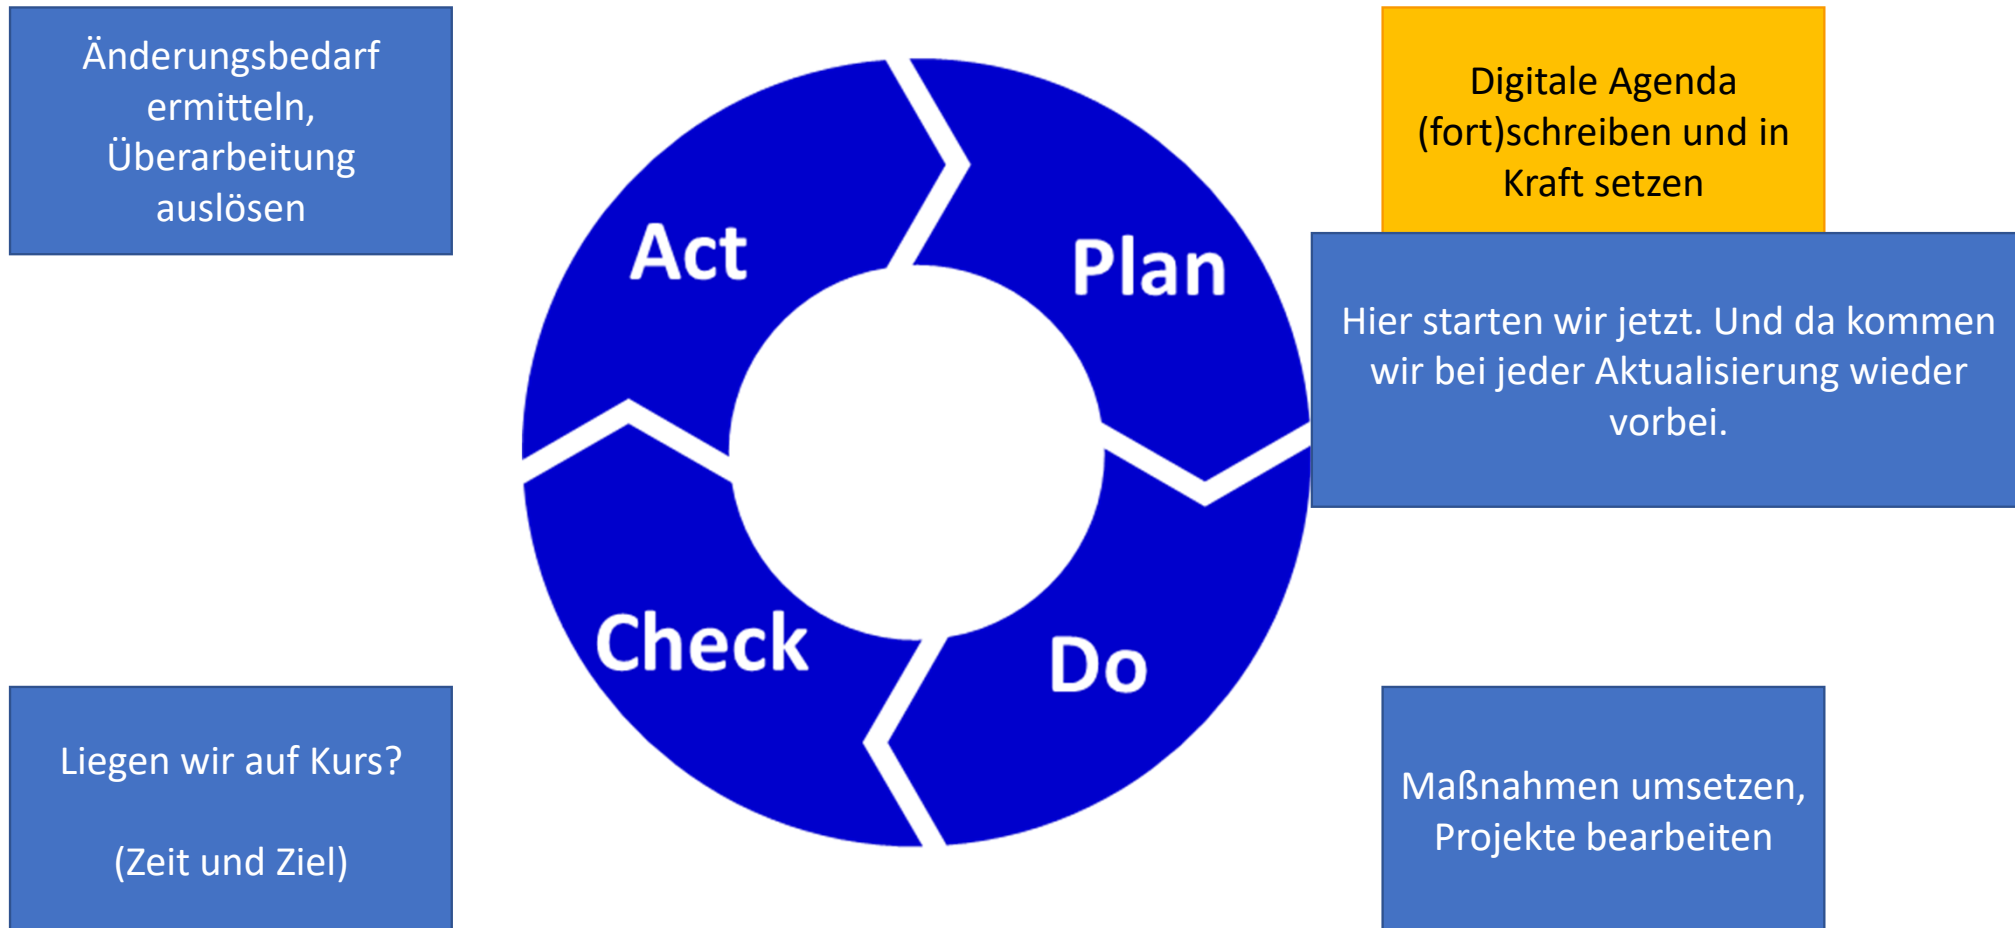 Änderungsbedarf
ermitteln,
Überarbeitung
auslösen
Digitale Agenda
(fort)schreiben und in
Kraft setzen
Act
Plan
Hier starten wir jetzt. Und da kommen
wir bei jeder Aktualisierung wieder
vorbei.
Check
Do
Liegen wir auf Kurs?
(Zeit und Ziel)
Maßnahmen umsetzen,
Projekte bearbeiten